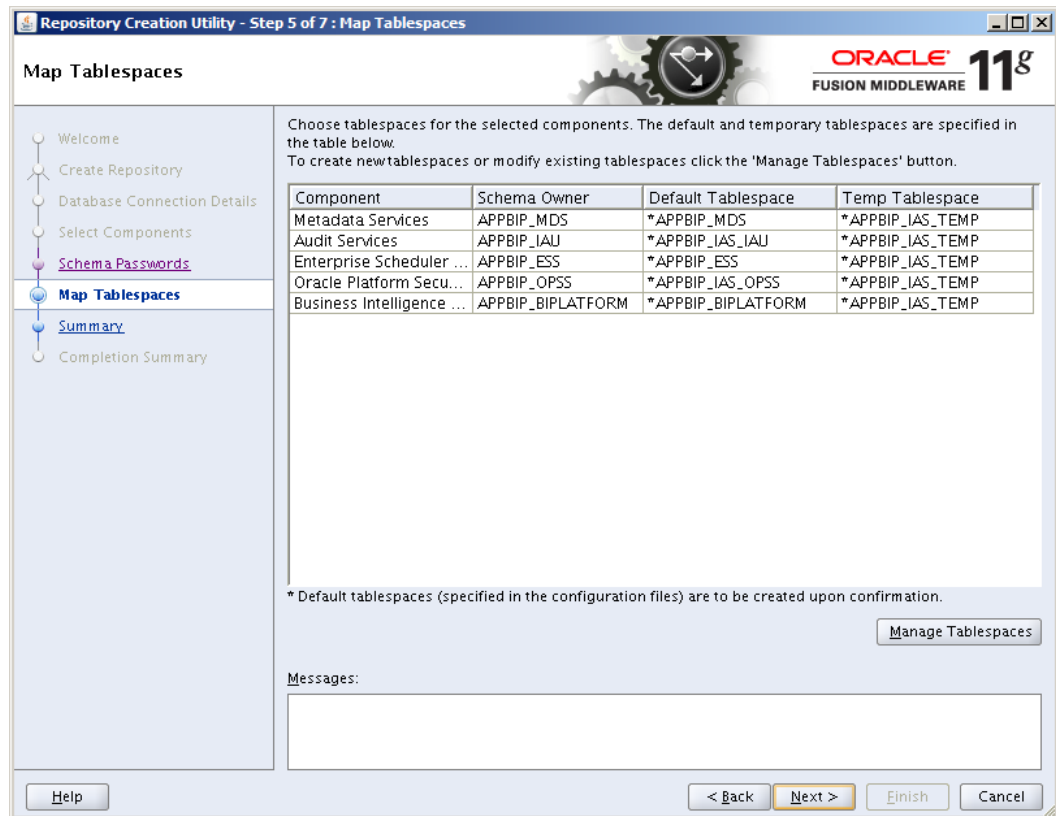 Repository Creation Utility - Step 5 of 7 : Map Tablespaces
Map Tablespaces
ORACLE
FUSION MIDDLEWARE
11g
Welcome
Create Repository
Database Connection Details
Select Components
Schema Passwords
Map Tablespaces
Summary
Completion Summary
Choose tablespaces for the selected components. The default and temporary tablespaces are specified in
the table below.
To create new tablespaces or modify existing tablespaces click the 'Manage Tablespaces' button.
Component Schema Owner Default Tablespace Temp Tablespace
Metadata Services APPBIP_MDS *APPBIP_MDS *APPBIP_IAS_TEMP
Audit Services APPBIP_IAU *APPBIP_IAS_IAU *APPBIP_IAS_TEMP
Enterprise Scheduler ... APPBIP_ESS *APPBIP_ESS *APPBIP_IAS_TEMP
Oracle Platform Secu... APPBIP_OPSS *APPBIP_IAS_OPSS *APPBIP_IAS_TEMP
Business Intelligence ... APPBIP_BIPLATFORM *APPBIP_BIPLATFORM *APPBIP_IAS_TEMP
* Default tablespaces (specified in the configuration files) are to be created upon confirmation.
Manage Tablespaces
Messages:
Help
< Back
Next >
Finish
Cancel